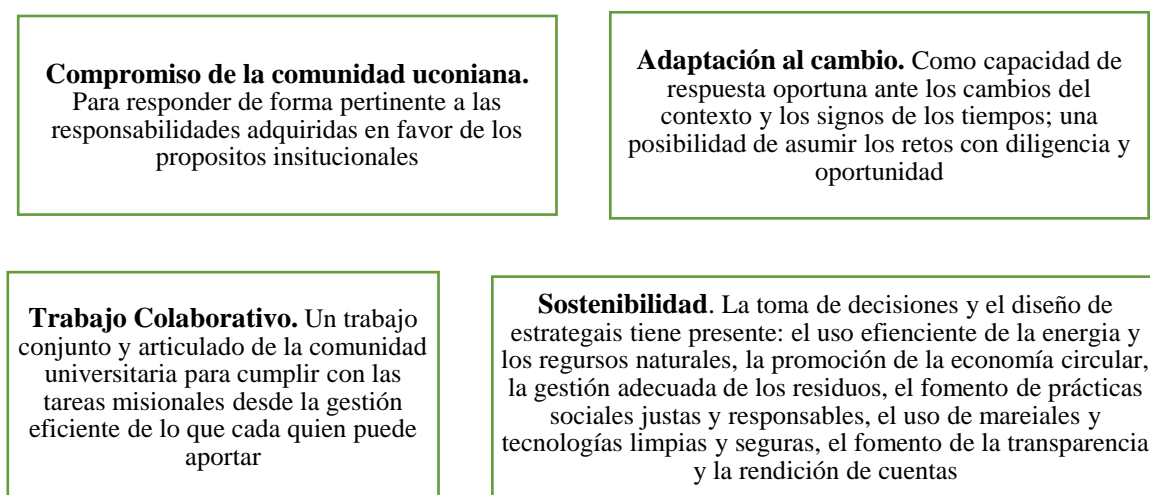 Compromiso de la comunidad uconiana.
Para responder de forma pertinente a las
responsabilidades adquiridas en favor de los
propositos insitucionales
Adaptación al cambio. Como capacidad de
respuesta oportuna ante los cambios del
contexto y los signos de los tiempos; una
posibilidad de asumir los retos con diligencia y
oportunidad
Trabajo Colaborativo. Un trabajo
conjunto y articulado de la comunidad
universitaria para cumplir con las
tareas misionales desde la gestión
eficiente de lo que cada quien puede
aportar
Sostenibilidad. La toma de decisiones y el diseño de
estrategais tiene presente: el uso efienciente de la energia y
los regursos naturales, la promoción de la economía circular,
la gestión adecuada de los residuos, el fomento de prácticas
sociales justas y responsables, el uso de mareiales y
tecnologías limpias y seguras, el fomento de la transparencia
y la rendición de cuentas